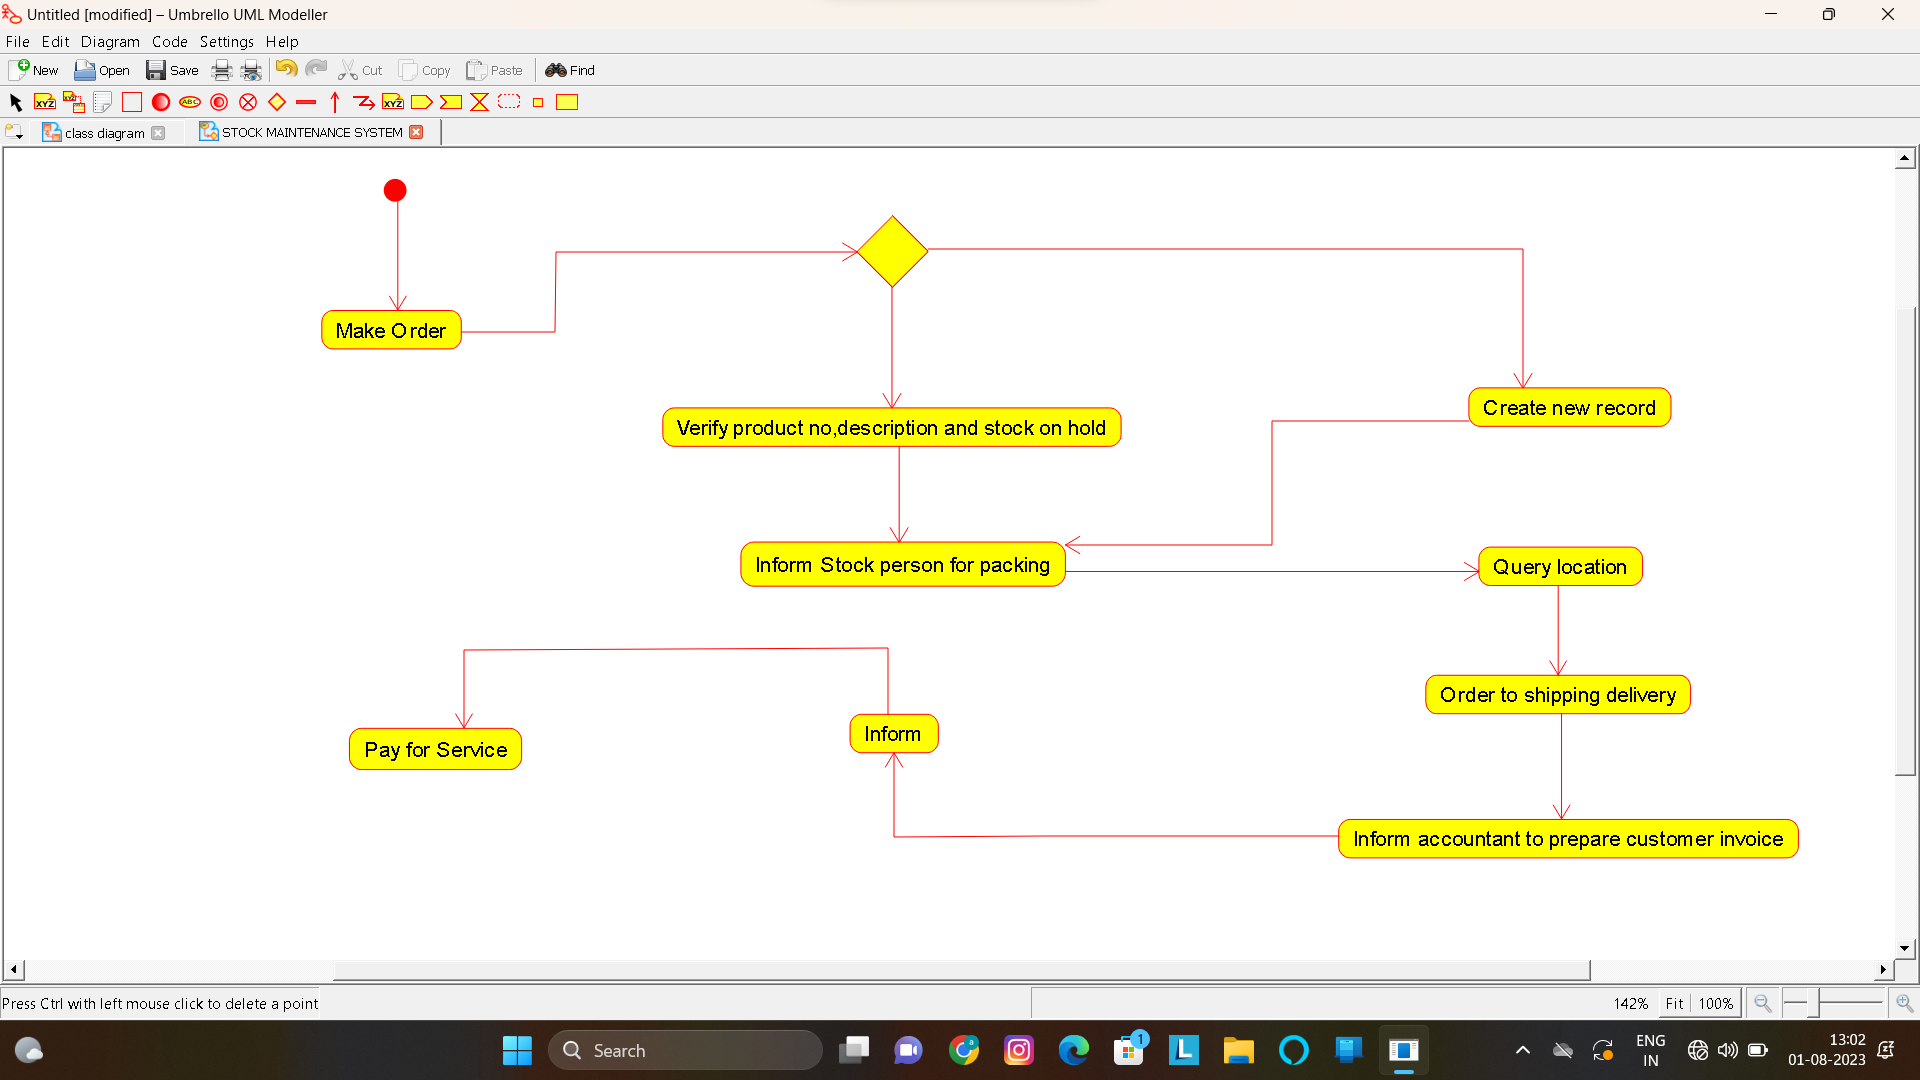 Untitled [modified] – Umbrello UML Modeller
File Edit Diagram Code Settings Help
New Open Save Cut Copy Paste Find
XYZ ABC XYZ
class diagram STOCK MAINTENANCE SYSTEM
Make Order
Create new record
Verify product no,description and stock on hold
Inform Stock person for packing
Query location
Order to shipping delivery
Inform
Pay for Service
Inform accountant to prepare customer invoice
Press Ctrl with left mouse click to delete a point
142% Fit 100%
Search
1
L
ENG
IN
13:02
01-08-2023